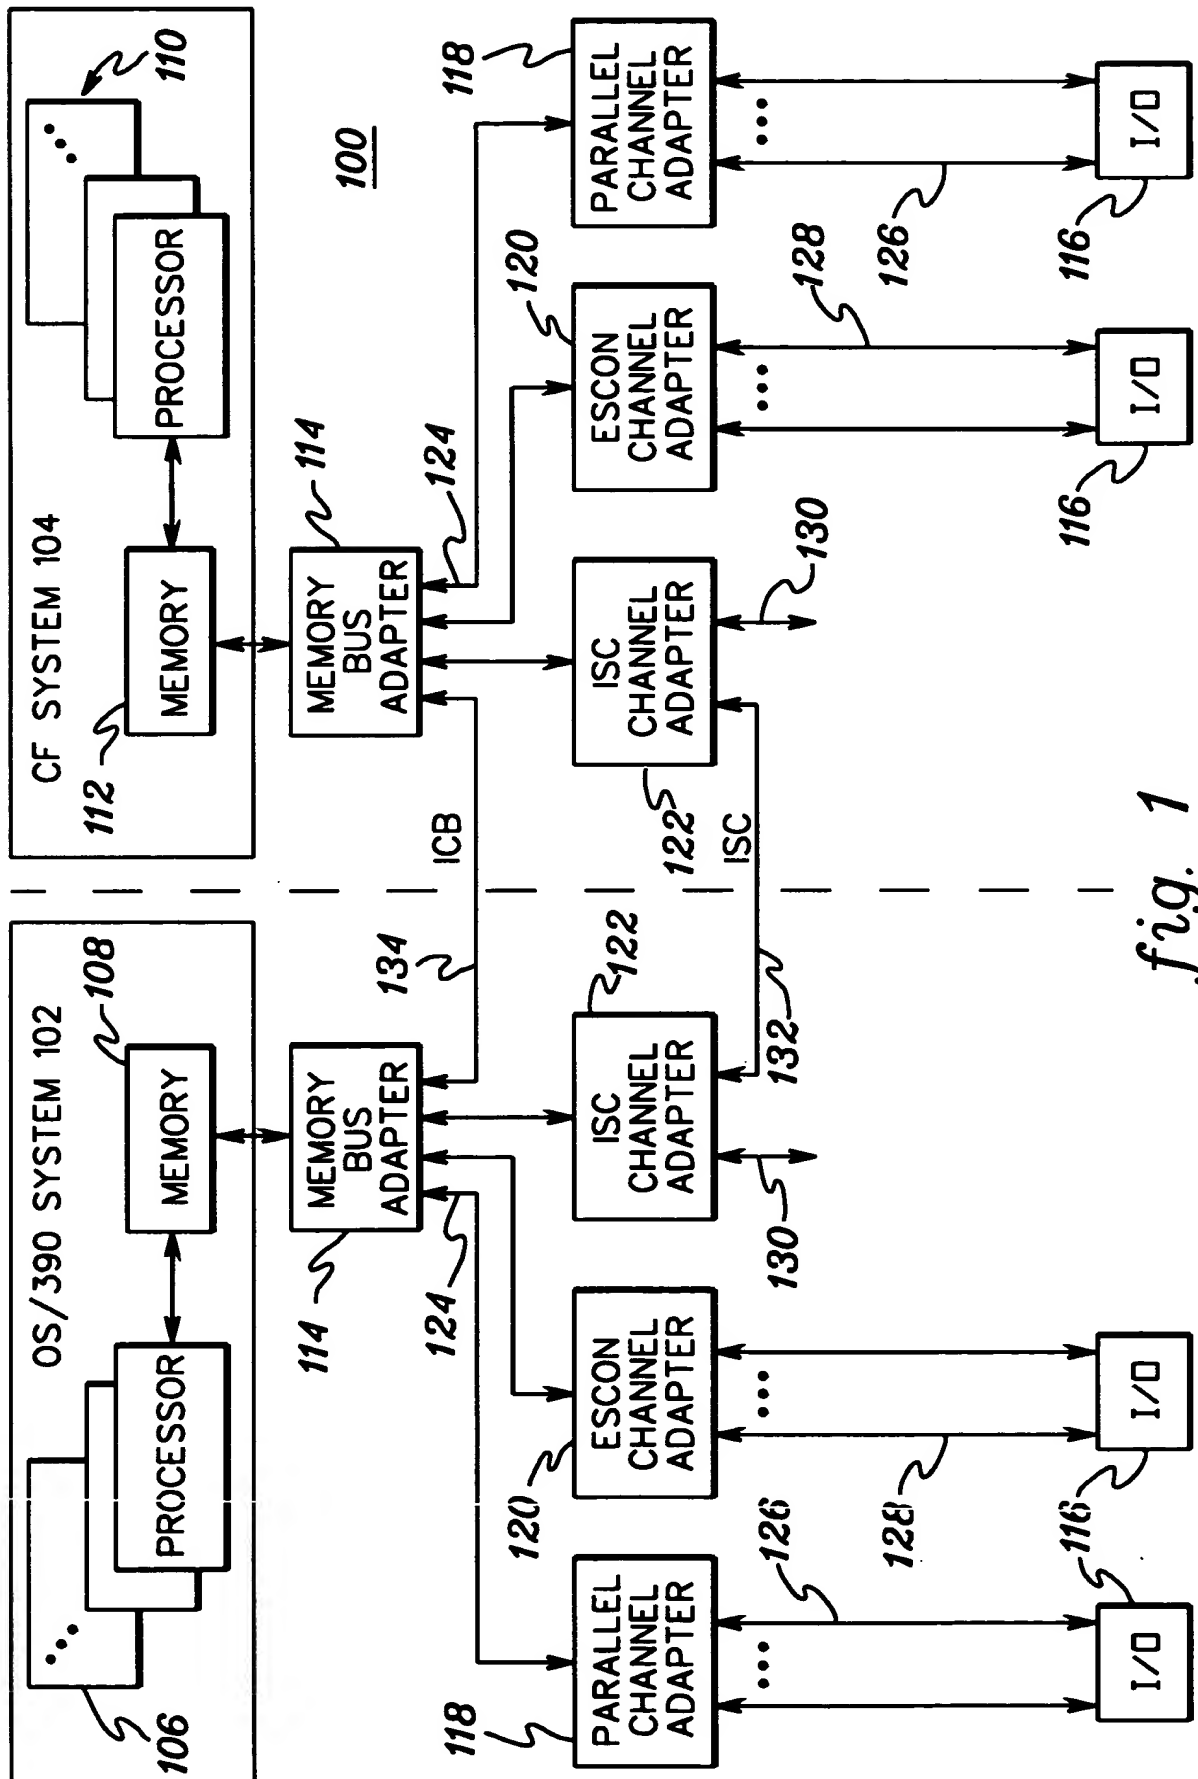 OS/390 SYSTEM 102
CF SYSTEM 104
106
PROCESSOR
MEMORY
108
112
MEMORY
PROCESSOR
110
114
MEMORY
BUS
ADAPTER
134
ICB
MEMORY
BUS
ADAPTER
114
100
124
124
118
PARALLEL
CHANNEL
ADAPTER
120
ESCON
CHANNEL
ADAPTER
ISC
CHANNEL
ADAPTER
122
122
ISC
CHANNEL
ADAPTER
ESCON
CHANNEL
ADAPTER
120
PARALLEL
CHANNEL
ADAPTER
118
126
128
130
132
ISC
130
128
126
I/O
116
I/O
116
I/O
116
I/O
116
fig. 1